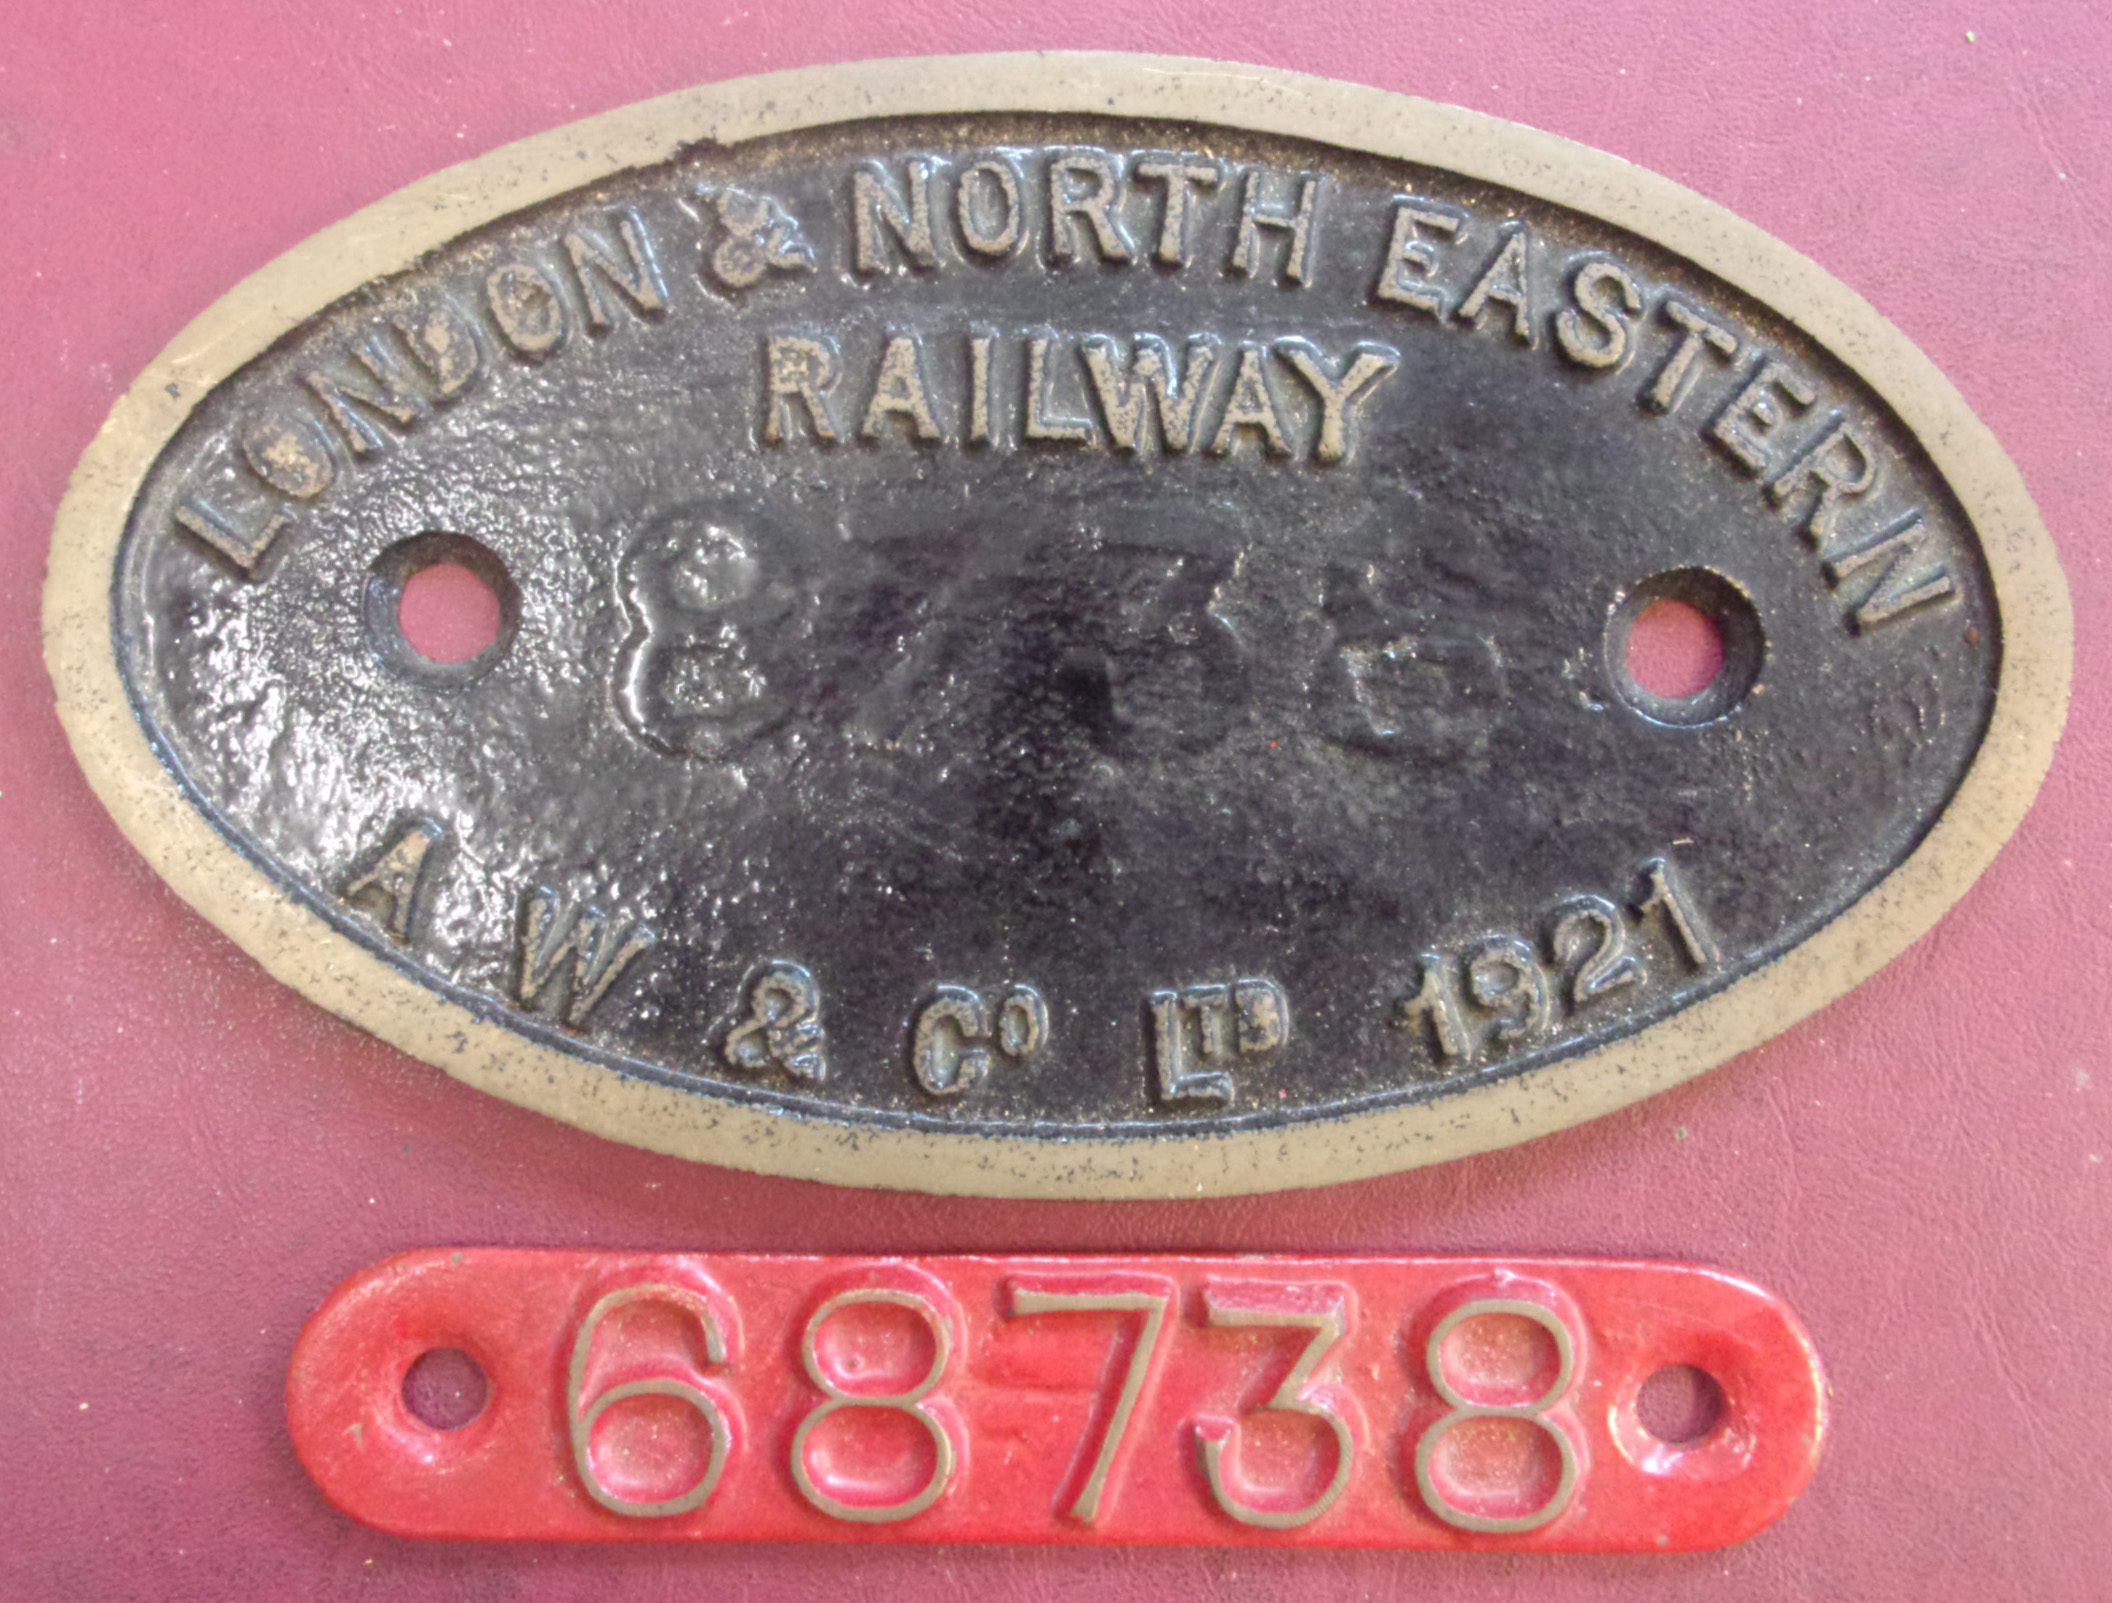 LONDON & NORTH EASTERN
RAILWAY
A W & Cº LTD 1921
68738